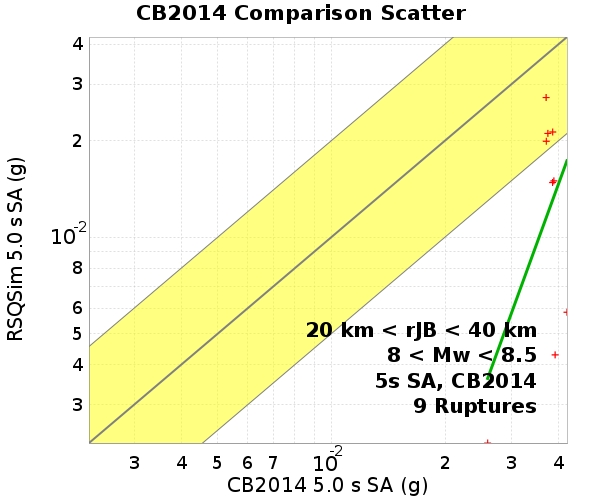 CB2014 Comparison Scatter
RSQSim 5.0 s SA (g)
4
3
2
10-2
8
6
5
4
3
20 km < rJB < 40 km
8 < Mw < 8.5
5s SA, CB2014
9 Ruptures
3 4 5 6 7 10-2 2 3 4
CB2014 5.0 s SA (g)